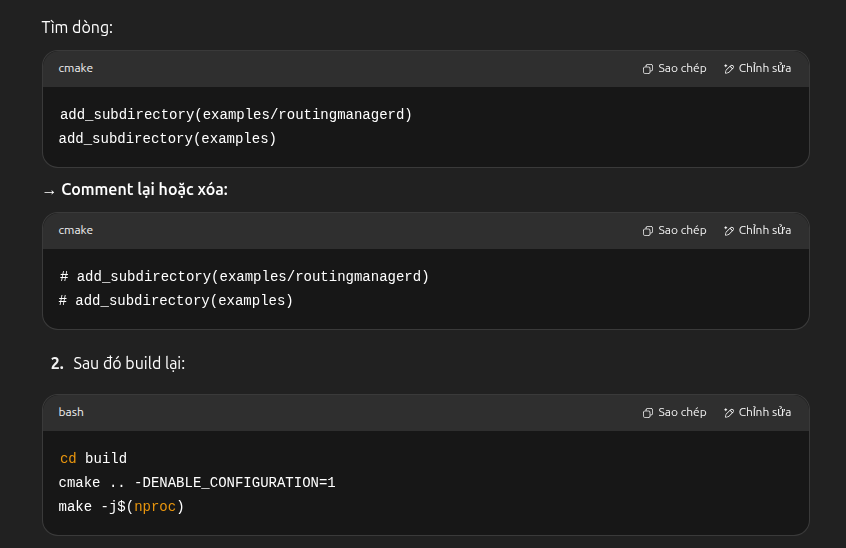 Tìm dòng:
cmake Sao chép Chỉnh sửa
add_subdirectory(examples/routingmanagerd)
add_subdirectory(examples)
→ Comment lại hoặc xóa:
cmake Sao chép Chỉnh sửa
# add_subdirectory(examples/routingmanagerd)
# add_subdirectory(examples)
2. Sau đó build lại:
bash Sao chép Chỉnh sửa
cd build
cmake .. -DENABLE_CONFIGURATION=1
make -j$(nproc)